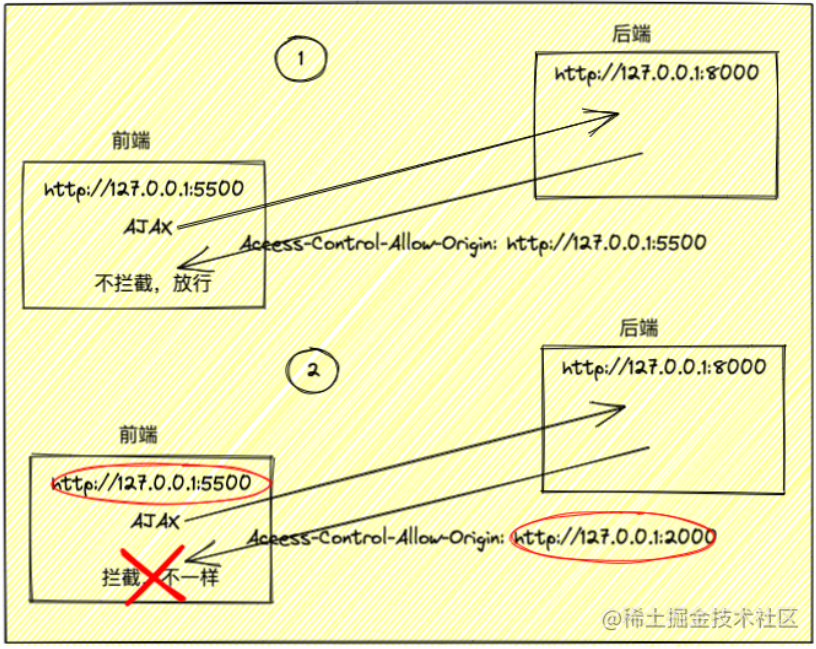 1
后端
http://127.0.0.1:8000
前端
http://127.0.0.1:5500
AJAX
Access-Control-Allow-Origin: http://127.0.0.1:5500
不拦截，放行
2
后端
http://127.0.0.1:8000
前端
http://127.0.0.1:5500
AJAX
Access-Control-Allow-Origin: http://127.0.0.1:2000
拦截，不一样
@稀土掘金技术社区